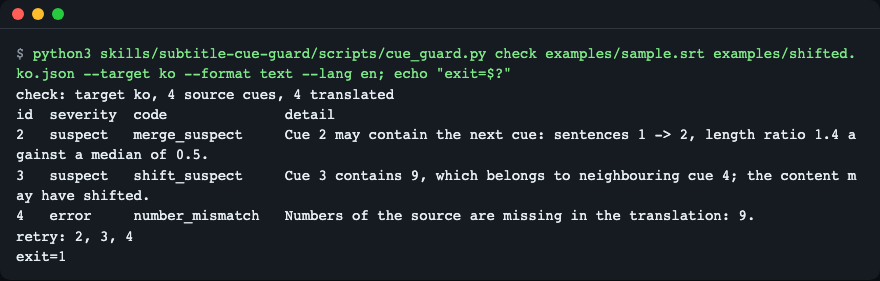 $ python3 skills/subtitle-cue-guard/scripts/cue_guard.py check examples/sample.srt examples/shifted.
ko.json --target ko --format text --lang en; echo "exit=$?"
check: target ko, 4 source cues, 4 translated
id  severity  code              detail
2   suspect   merge_suspect     Cue 2 may contain the next cue: sentences 1 -> 2, length ratio 1.4 a
gainst a median of 0.5.
3   suspect   shift_suspect     Cue 3 contains 9, which belongs to neighbouring cue 4; the content m
ay have shifted.
4   error     number_mismatch   Numbers of the source are missing in the translation: 9.
retry: 2, 3, 4
exit=1